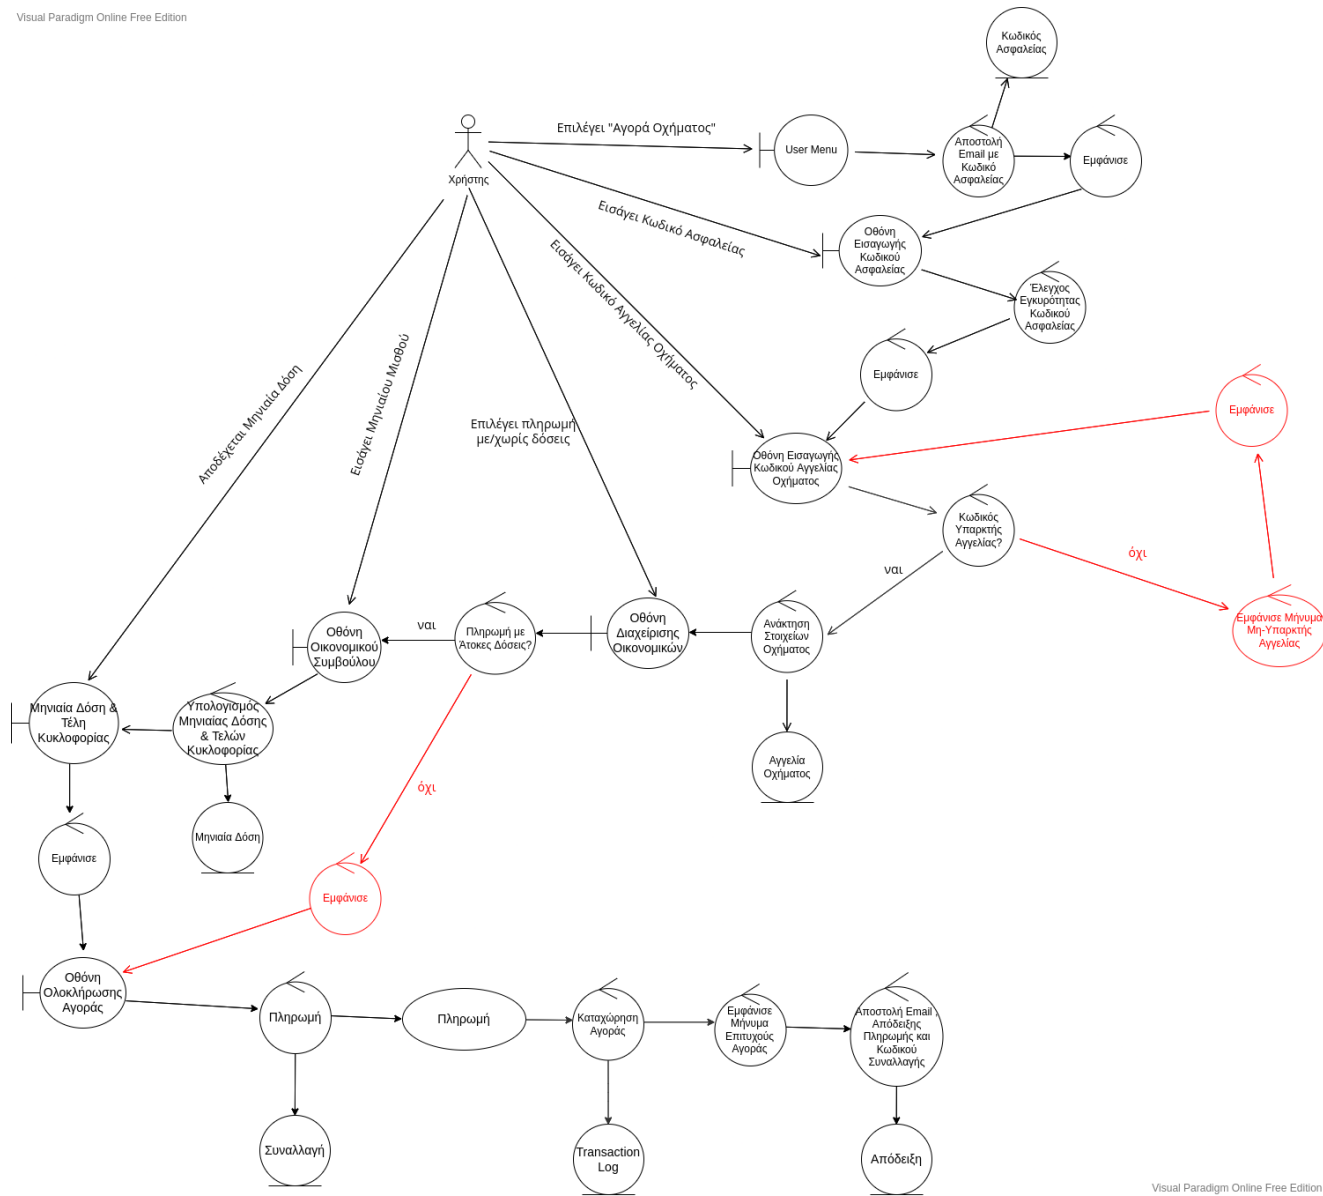 Visual Paradigm Online Free Edition
Κωδικός
Ασφαλείας
Επιλέγει "Αγορά Οχήματος"
User Menu
Αποστολή
Email με
Κωδικό
Ασφαλείας
Εμφάνισε
Χρήστης
Εισάγει Κωδικό Ασφαλείας
Οθόνη
Εισαγωγής
Κωδικού
Ασφαλείας
Εισάγει Κωδικό Αγγελίας Οχήματος
Έλεγχος
Εγκυρότητας
Κωδικού
Ασφαλείας
Εμφάνισε
Εμφάνισε
Αποδέχεται Μηνιαία Δόση
Εισάγει Μηνιαίου Μισθού
Επιλέγει πληρωμή
με/χωρίς δόσεις
Οθόνη Εισαγωγής
Κωδικού Αγγελίας
Οχήματος
Κωδικός
Υπαρκτής
Αγγελίας?
όχι
ναι
Εμφάνισε Μήνυμα
Μη-Υπαρκτής
Αγγελίας
Ανάκτηση
Στοιχείων
Οχήματος
Οθόνη
Διαχείρισης
Οικονομικών
Πληρωμή με
Άτοκες Δόσεις?
ναι
Οθόνη
Οικονομικού
Συμβούλου
Υπολογισμός
Μηνιαίας Δόσης
& Τελών
Κυκλοφορίας
Μηνιαία Δόση &
Τέλη
Κυκλοφορίας
Αγγελία
Οχήματος
όχι
Μηνιαία Δόση
Εμφάνισε
Εμφάνισε
Οθόνη
Ολοκλήρωσης
Αγοράς
Πληρωμή
Πληρωμή
Καταχώρηση
Αγοράς
Εμφάνισε
Μήνυμα
Επιτυχούς
Αγοράς
Αποστολή Email ,
Απόδειξης
Πληρωμής και
Κωδικού
Συναλλαγής
Συναλλαγή
Transaction
Log
Απόδειξη
Visual Paradigm Online Free Edition